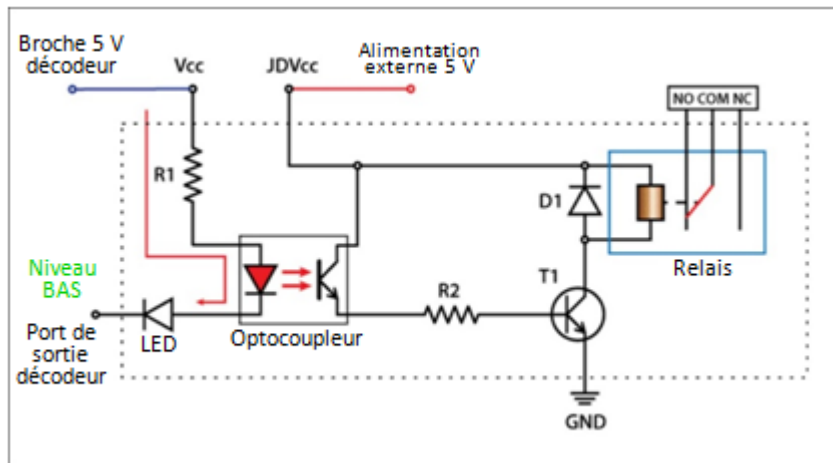 Broche 5 V
décodeur
Vcc
JDVcc
Alimentation
externe 5 V
NO COM NC
R1
D1
Relais
Niveau
BAS
T1
R2
Port de
sortie
décodeur
LED
Optocoupleur
GND